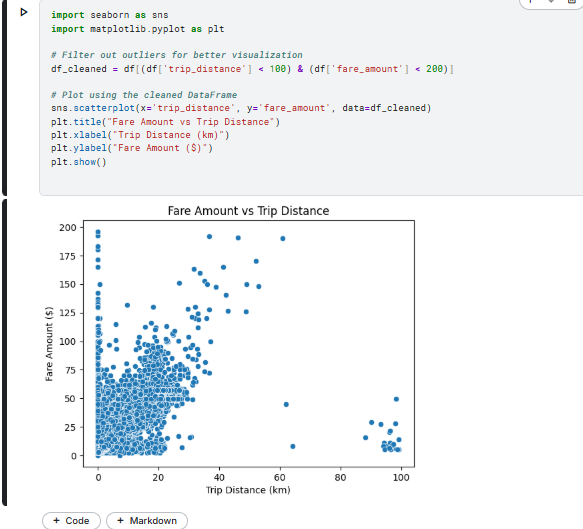 import seaborn as sns
import matplotlib.pyplot as plt
# Filter out outliers for better visualization
df_cleaned = df[(df['trip_distance'] < 100) & (df['fare_amount'] < 200)]
# Plot using the cleaned DataFrame
sns.scatterplot(x='trip_distance', y='fare_amount', data=df_cleaned)
plt.title("Fare Amount vs Trip Distance")
plt.xlabel("Trip Distance (km)")
plt.ylabel("Fare Amount ($)")
plt.show()
Fare Amount vs Trip Distance
200
175
150
125
100
75
50
25
0
Fare Amount ($)
0 20 40 60 80 100
Trip Distance (km)
+ Code + Markdown